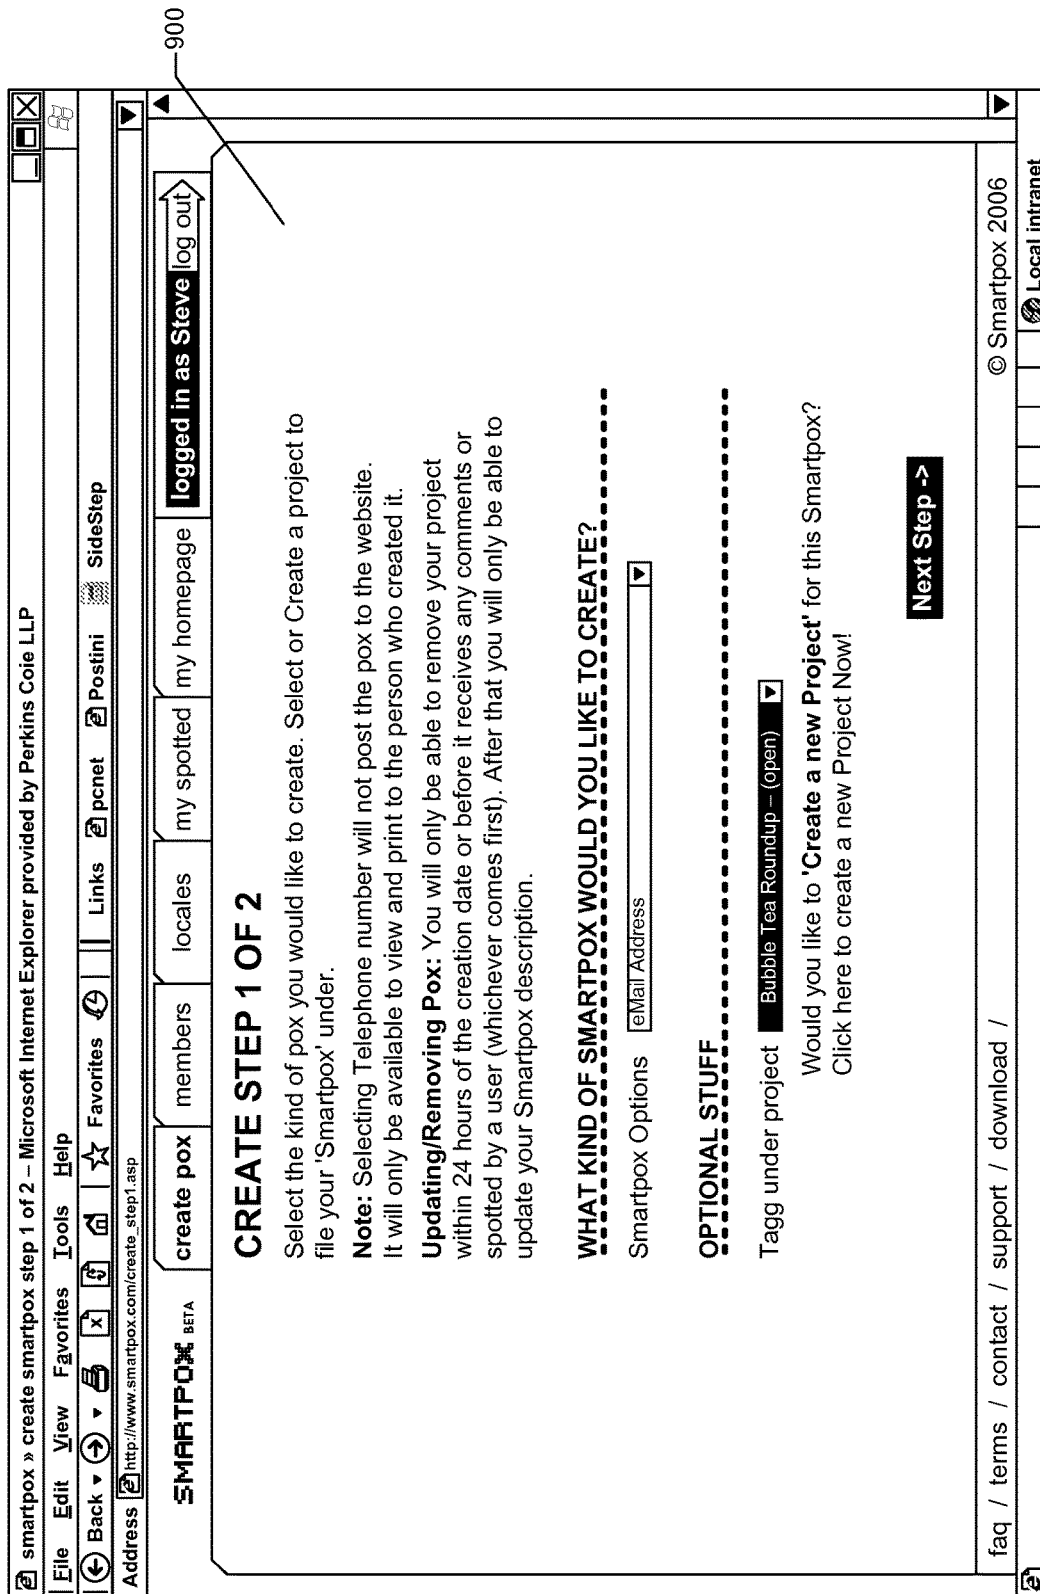 smartpox » create smartpox step 1 of 2 – Microsoft Internet Explorer provided by Perkins Coie LLP
File Edit View Favorites Tools Help
Back Favorites Links pcnet Postini SideStep
Address http://www.smartpox.com/create_step1.asp
SMARTPOX BETA create pox members locales my spotted my homepage logged in as Steve log out
900
CREATE STEP 1 OF 2
Select the kind of pox you would like to create. Select or Create a project to
file your 'Smartpox' under.
Note: Selecting Telephone number will not post the pox to the website.
It will only be available to view and print to the person who created it.
Updating/Removing Pox: You will only be able to remove your project
within 24 hours of the creation date or before it receives any comments or
spotted by a user (whichever comes first). After that you will only be able to
update your Smartpox description.
WHAT KIND OF SMARTPOX WOULD YOU LIKE TO CREATE?
Smartpox Options eMail Address
OPTIONAL STUFF
Tagg under project Bubble Tea Roundup – (open)
Would you like to 'Create a new Project' for this Smartpox?
Click here to create a new Project Now!
Next Step ->
faq / terms / contact / support / download / © Smartpox 2006
Local intranet